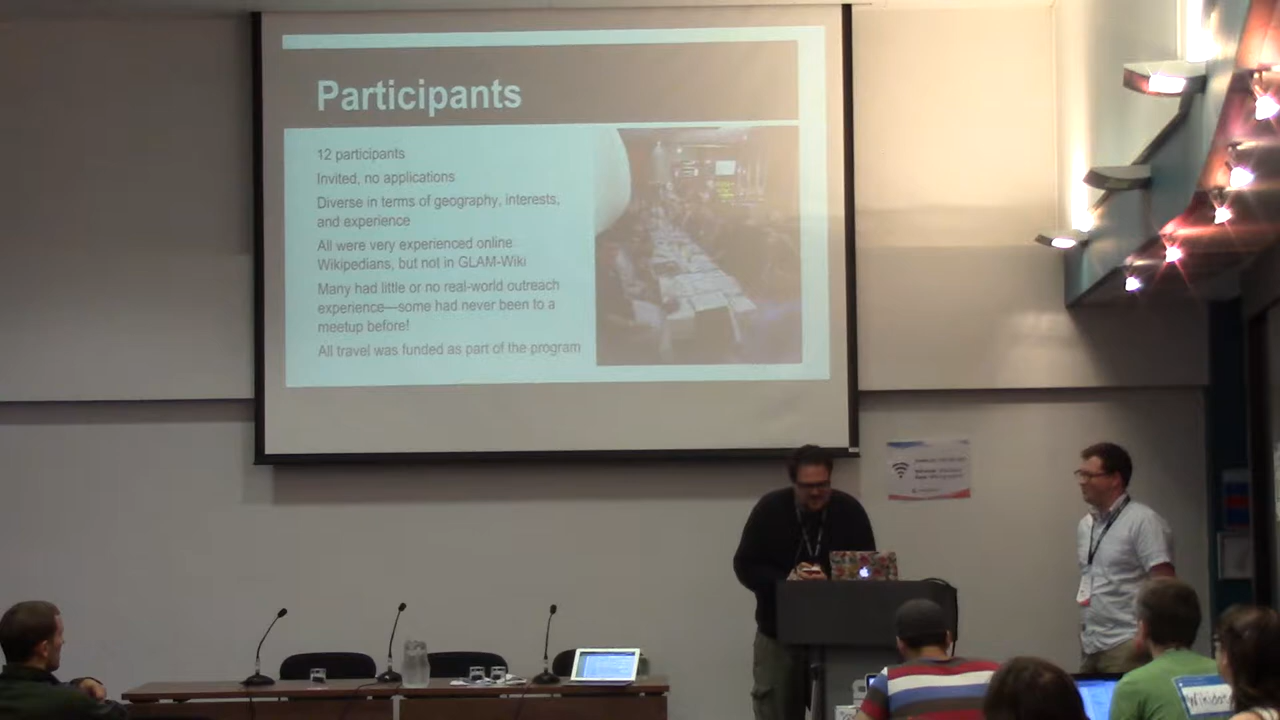 Participants
12 participants
Invited, no applications
Diverse in terms of geography, interests,
and experience
All were very experienced online
Wikipedians, but not in GLAM-Wiki
Many had little or no real-world outreach
experience—some had never been to a
meetup before!
All travel was funded as part of the program